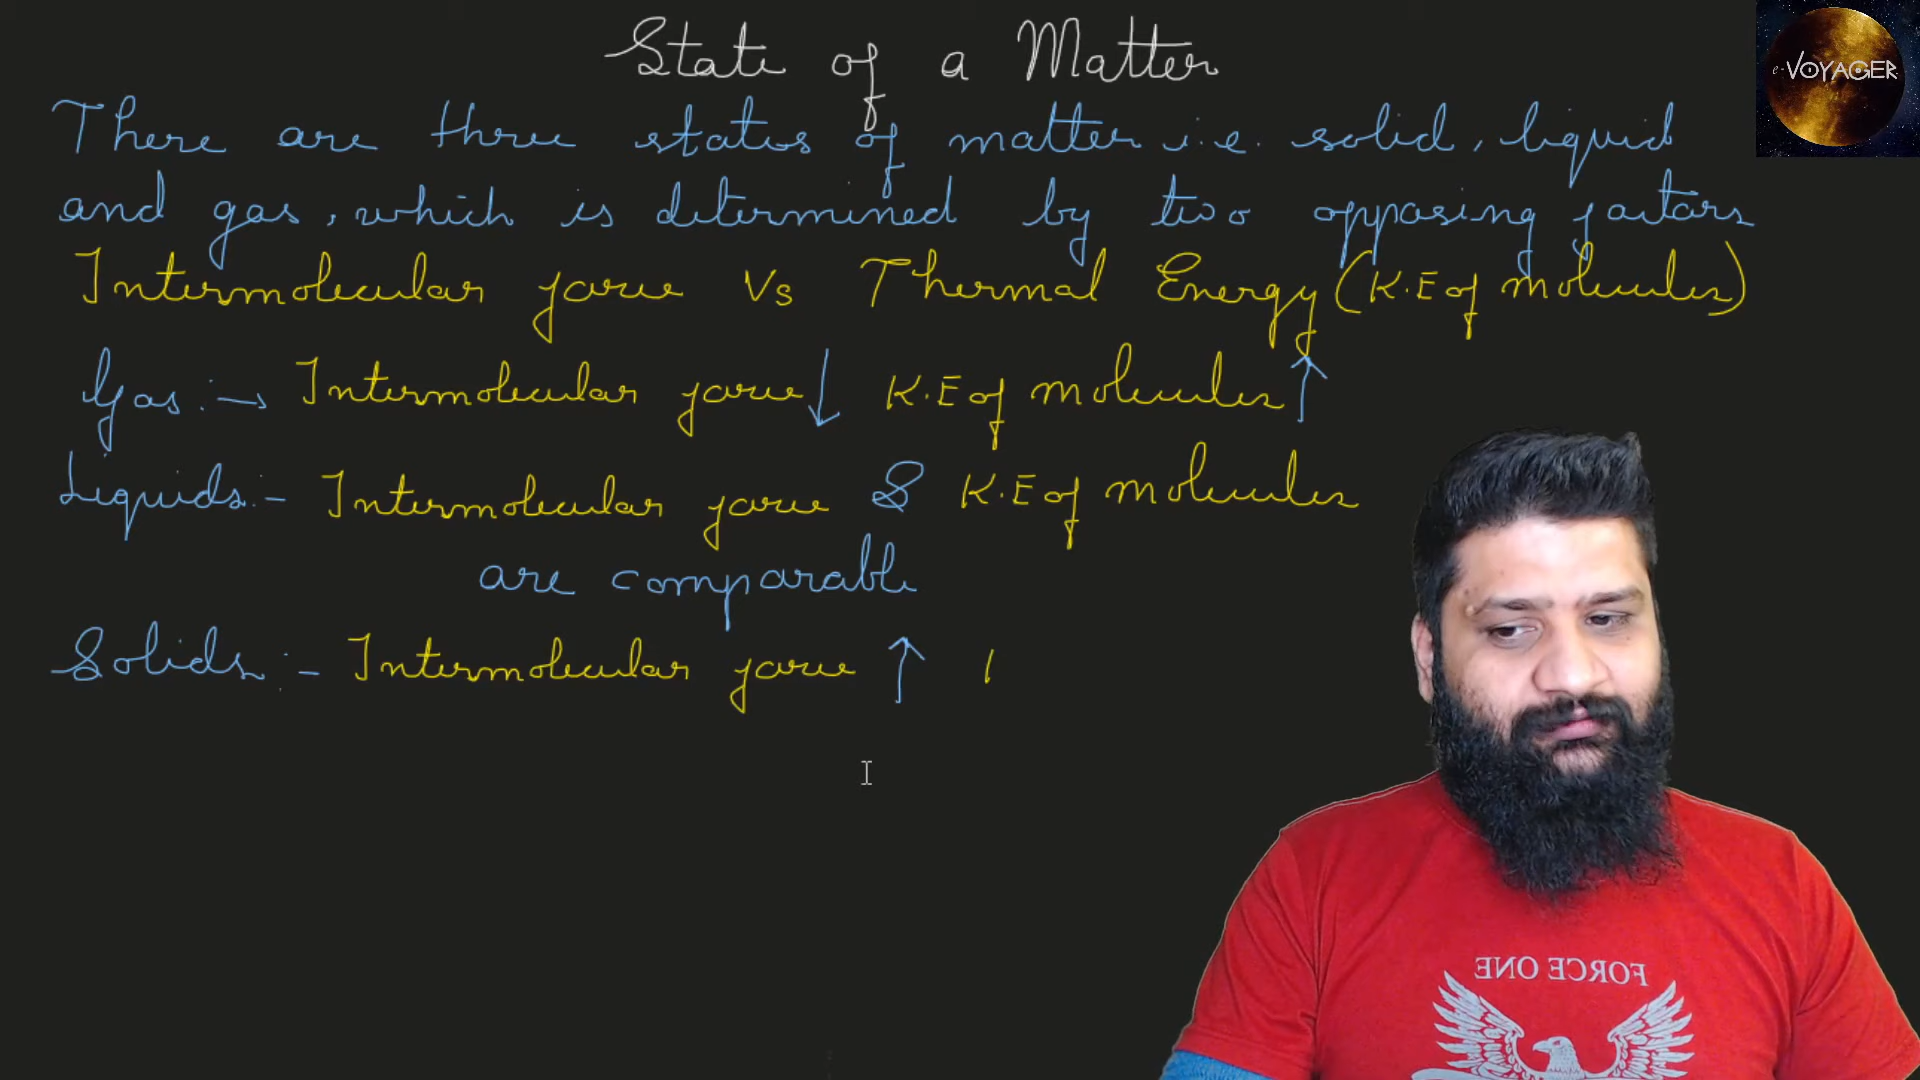 State of a Matter
e-VOYAGER
There are three states of matter i.e. solid, liquid
and gas, which is determined by two opposing factors
Intermolecular force Vs Thermal Energy (K.E of molecules)
Gas :→ Intermolecular force ↓ K.E of molecules ↑
Liquids :- Intermolecular force & K.E of molecules
are comparable
Solids :- Intermolecular force ↑
FORCE ONE